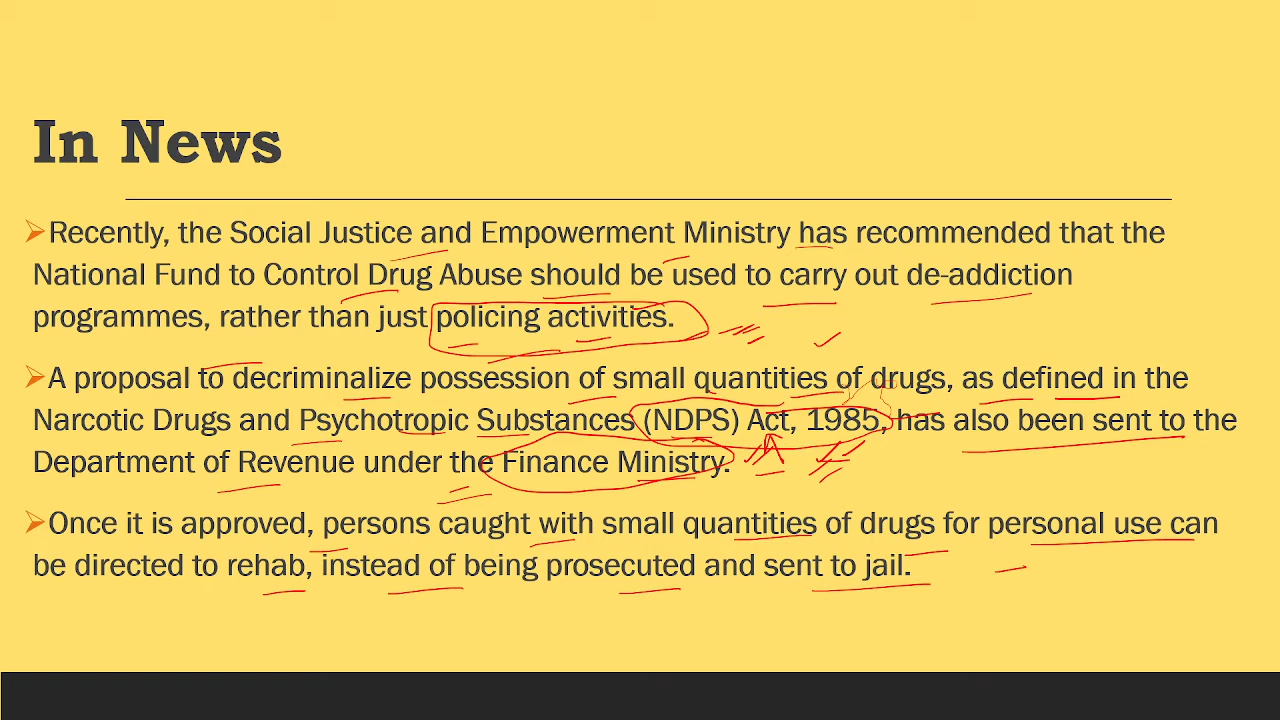 In News
Recently, the Social Justice and Empowerment Ministry has recommended that the
National Fund to Control Drug Abuse should be used to carry out de-addiction
programmes, rather than just policing activities.
A proposal to decriminalize possession of small quantities of drugs, as defined in the
Narcotic Drugs and Psychotropic Substances (NDPS) Act, 1985, has also been sent to the
Department of Revenue under the Finance Ministry.
Once it is approved, persons caught with small quantities of drugs for personal use can
be directed to rehab, instead of being prosecuted and sent to jail.